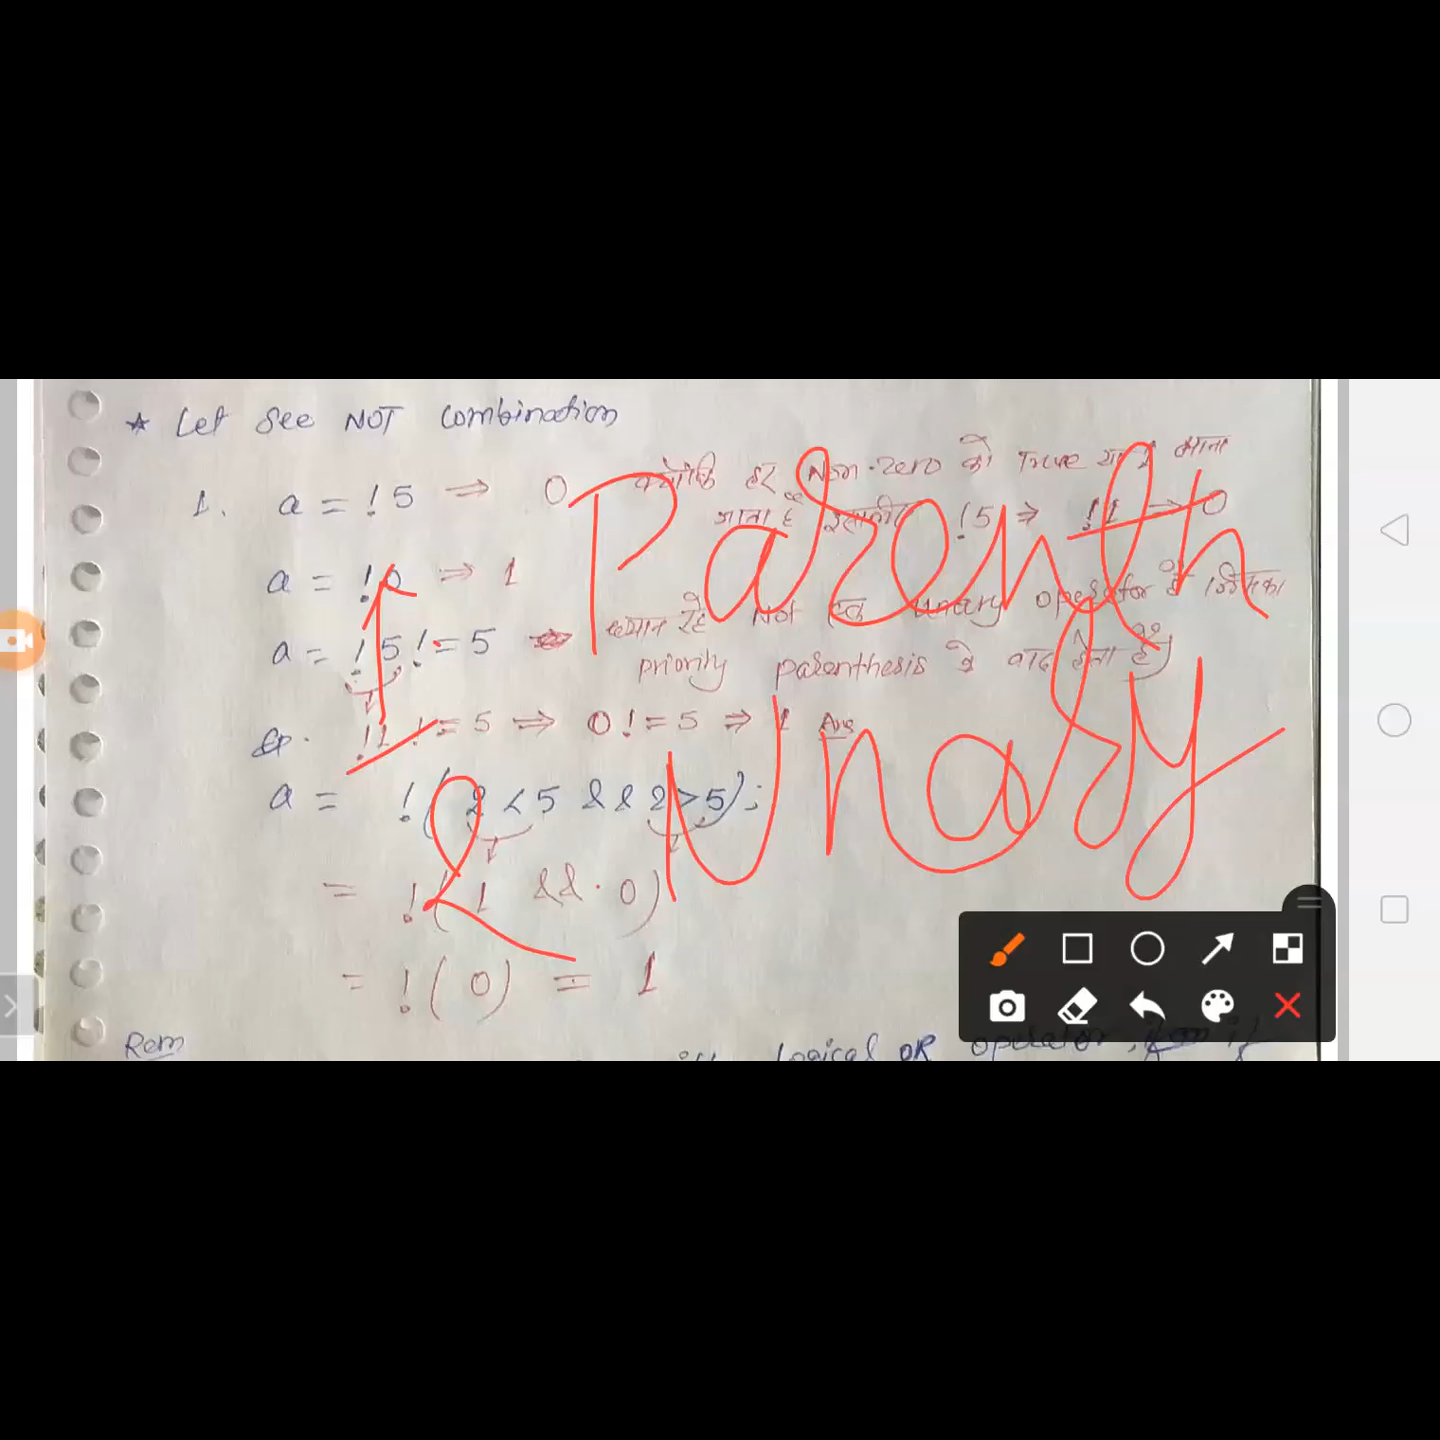 ★ Let See NOT Combination
1. a = !5 ⇒ 0 क्योंकि हर Non-zero को True या 1 माना
जाता है इसलिए !5 ⇒ !1 ⇒ 0
a = !0 ⇒ 1
ध्यान रहे Not एक unary operator है जिसका
a = !5 != 5
priority parenthesis के बाद होता है)
!1 != 5 ⇒ 0 != 5 ⇒ 1 Ans
a = !(2<5 && 2>5);
= !(1 && 0)
= !(0) = 1
Rem
logical OR operator, if
1 Parenth
2 Unary